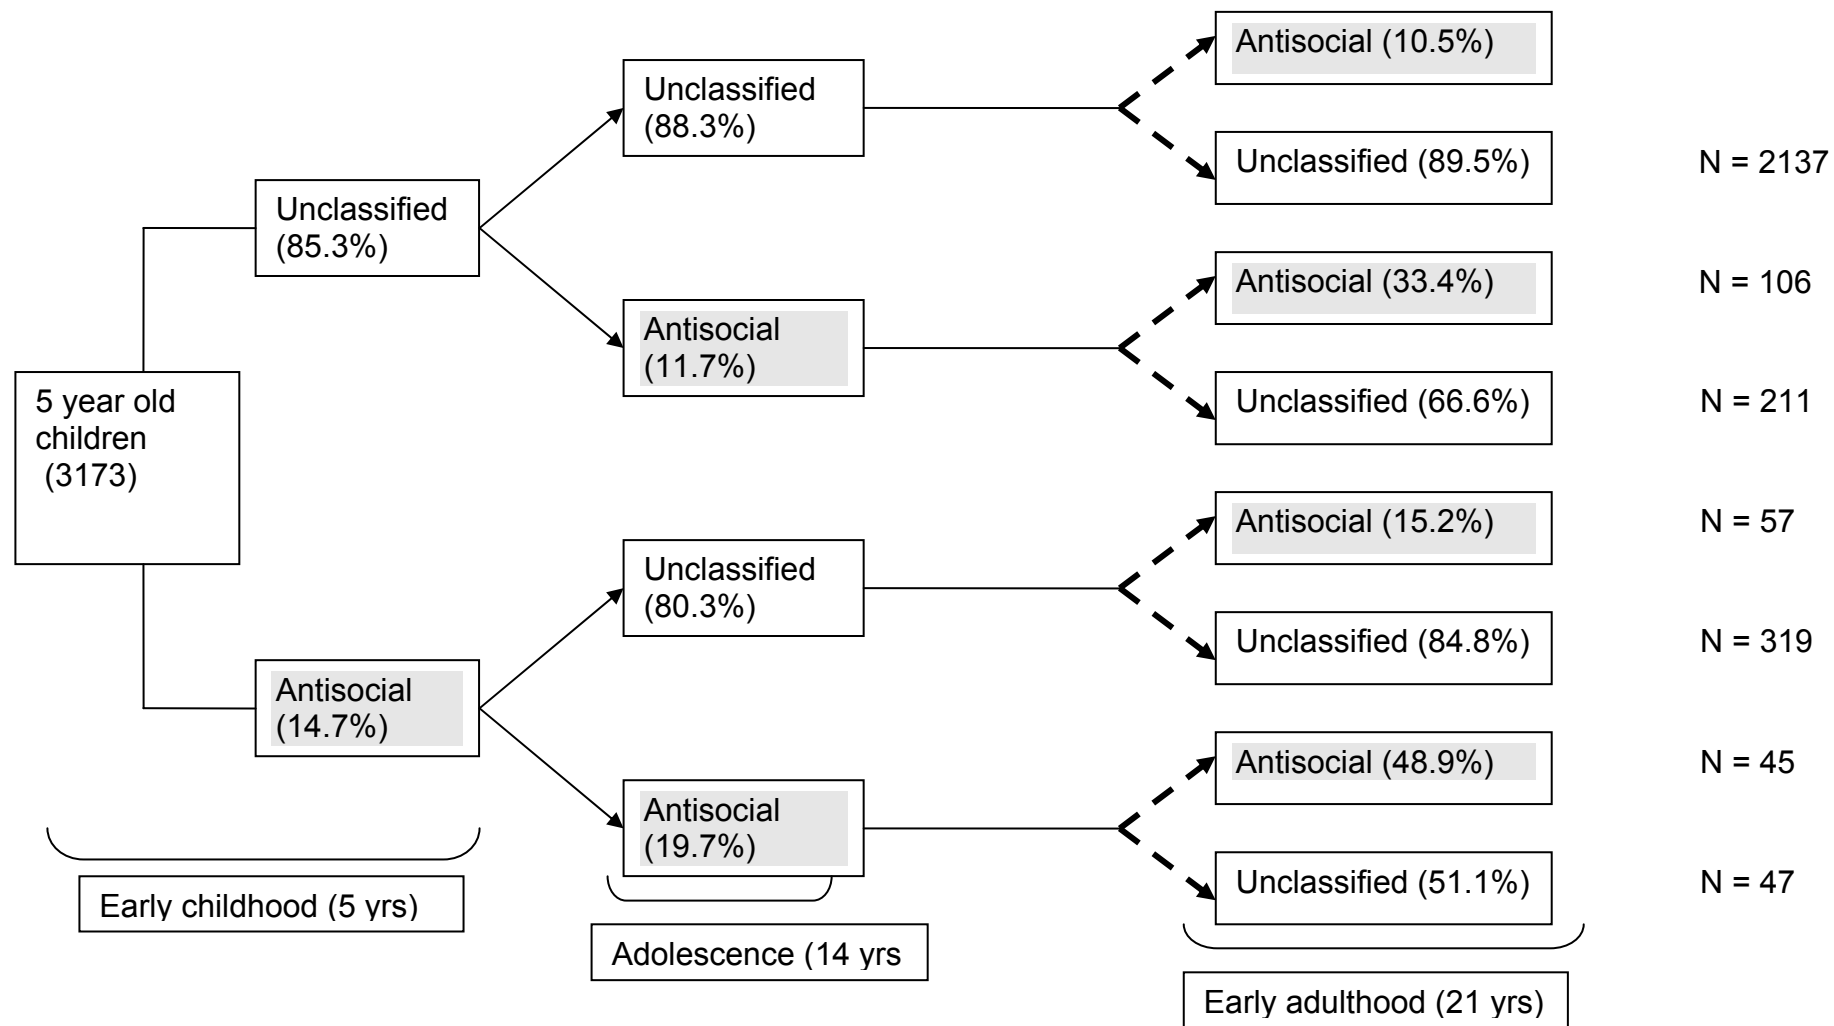 5 year old
children
(3173)
Unclassified
(85.3%)
Antisocial
(14.7%)
Early childhood (5 yrs)
Unclassified
(88.3%)
Antisocial
(11.7%)
Unclassified
(80.3%)
Antisocial
(19.7%)
Adolescence (14 yrs
Antisocial (10.5%)
Unclassified (89.5%) N = 2137
Antisocial (33.4%) N = 106
Unclassified (66.6%) N = 211
Antisocial (15.2%) N = 57
Unclassified (84.8%) N = 319
Antisocial (48.9%) N = 45
Unclassified (51.1%) N = 47
Early adulthood (21 yrs)